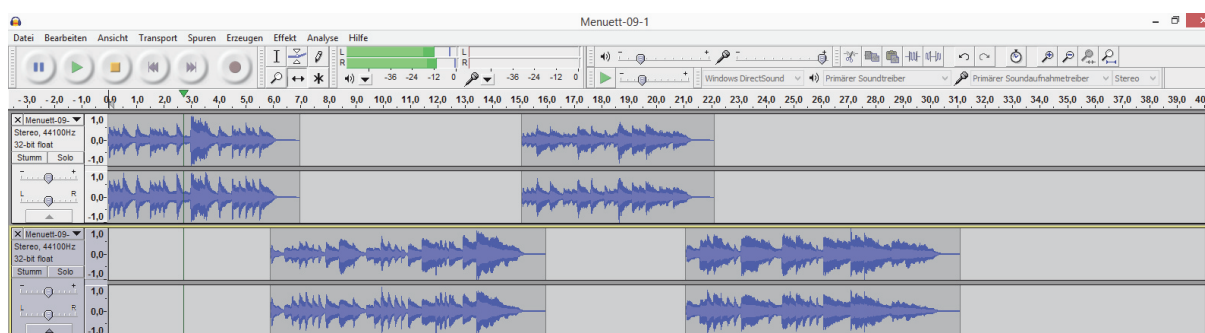 Menuett-09-1
Datei Bearbeiten Ansicht Transport Spuren Erzeugen Effekt Analyse Hilfe
L L
R R
-36 -24 -12 0 -36 -24 -12 0
Windows DirectSound Primärer Soundtreiber Primärer Soundaufnahmetreiber Stereo
- 3,0 - 2,0 - 1,0 0,0 1,0 2,0 3,0 4,0 5,0 6,0 7,0 8,0 9,0 10,0 11,0 12,0 13,0 14,0 15,0 16,0 17,0 18,0 19,0 20,0 21,0 22,0 23,0 24,0 25,0 26,0 27,0 28,0 29,0 30,0 31,0 32,0 33,0 34,0 35,0 36,0 37,0 38,0 39,0 40
X Menuett-09- 1,0
Stereo, 44100Hz
32-bit float 0,0-
Stumm Solo -1,0
- + 1,0
L R 0,0-
-1,0
X Menuett-09- 1,0
Stereo, 44100Hz
32-bit float 0,0-
Stumm Solo -1,0
- + 1,0
L R 0,0-
-1,0